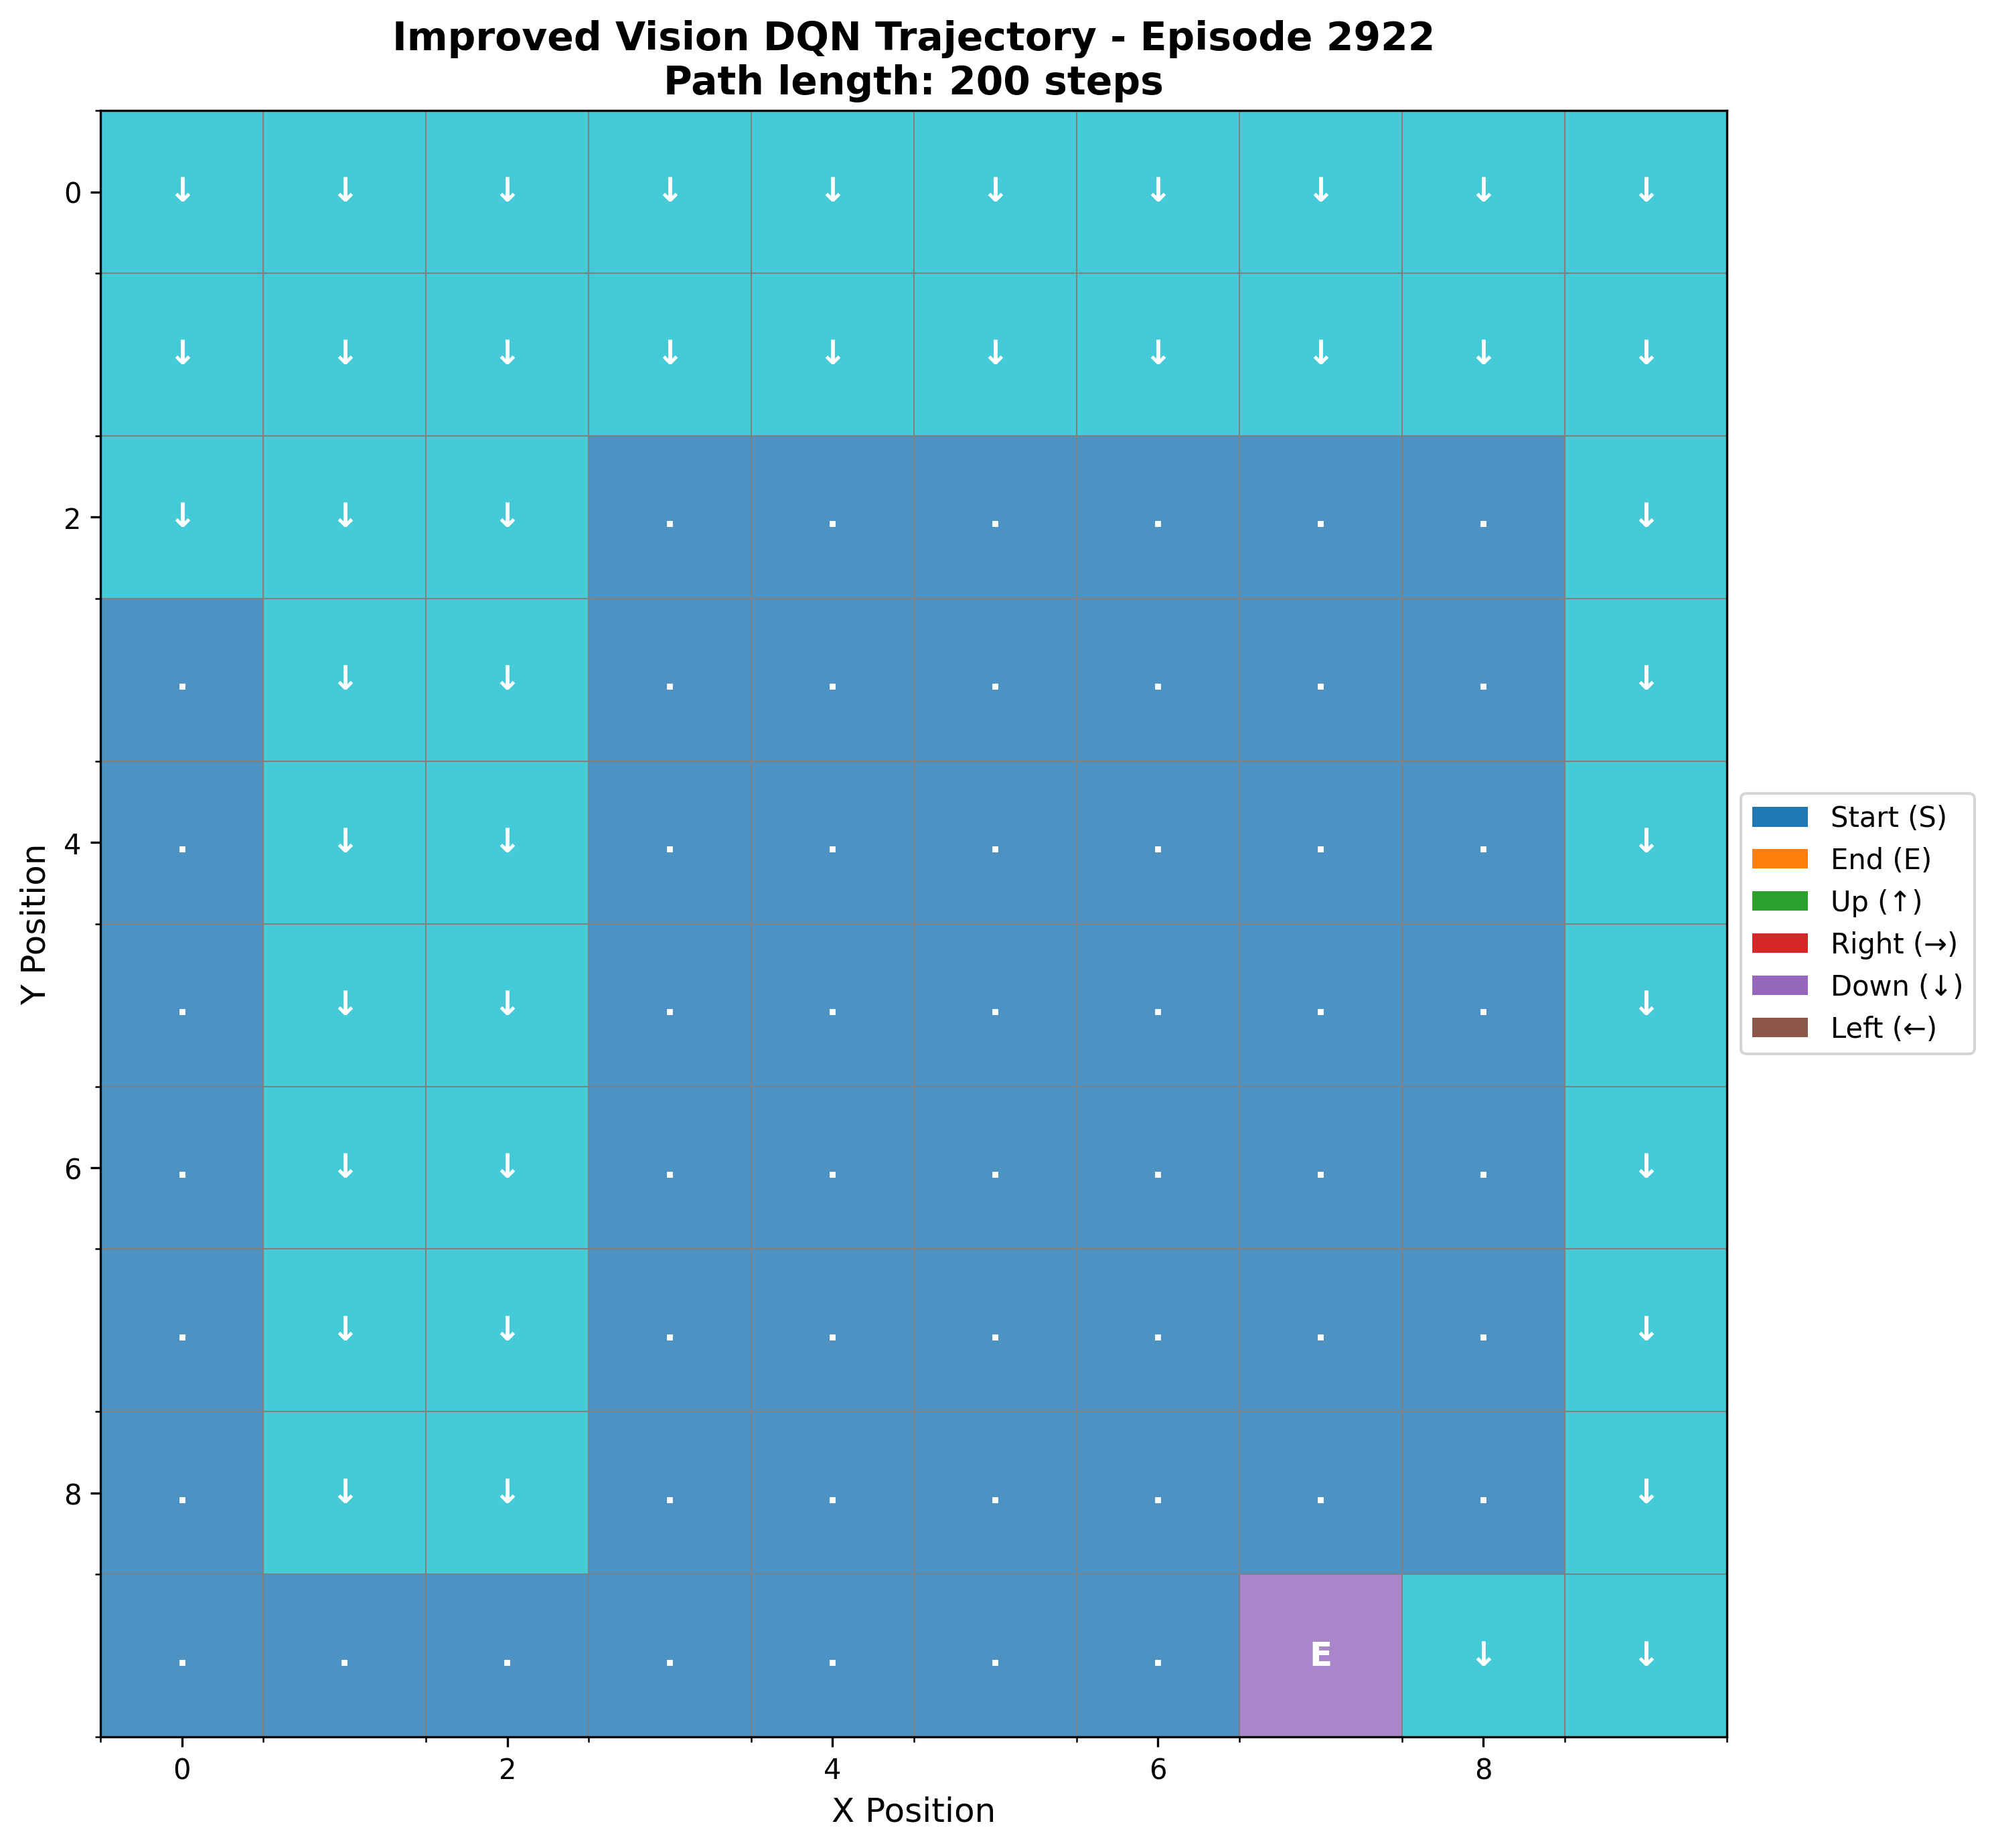 Improved Vision DQN Trajectory - Episode 2922
Path length: 200 steps
0 ↓ ↓ ↓ ↓ ↓ ↓ ↓ ↓ ↓ ↓
↓ ↓ ↓ ↓ ↓ ↓ ↓ ↓ ↓ ↓
2 ↓ ↓ ↓ . . . . . . ↓
. ↓ ↓ . . . . . . ↓
4 . ↓ ↓ . . . . . . ↓
. ↓ ↓ . . . . . . ↓
6 . ↓ ↓ . . . . . . ↓
. ↓ ↓ . . . . . . ↓
8 . ↓ ↓ . . . . . . ↓
. . . . . . . E ↓ ↓
0 2 4 6 8
X Position
Y Position
Start (S)
End (E)
Up (↑)
Right (→)
Down (↓)
Left (←)